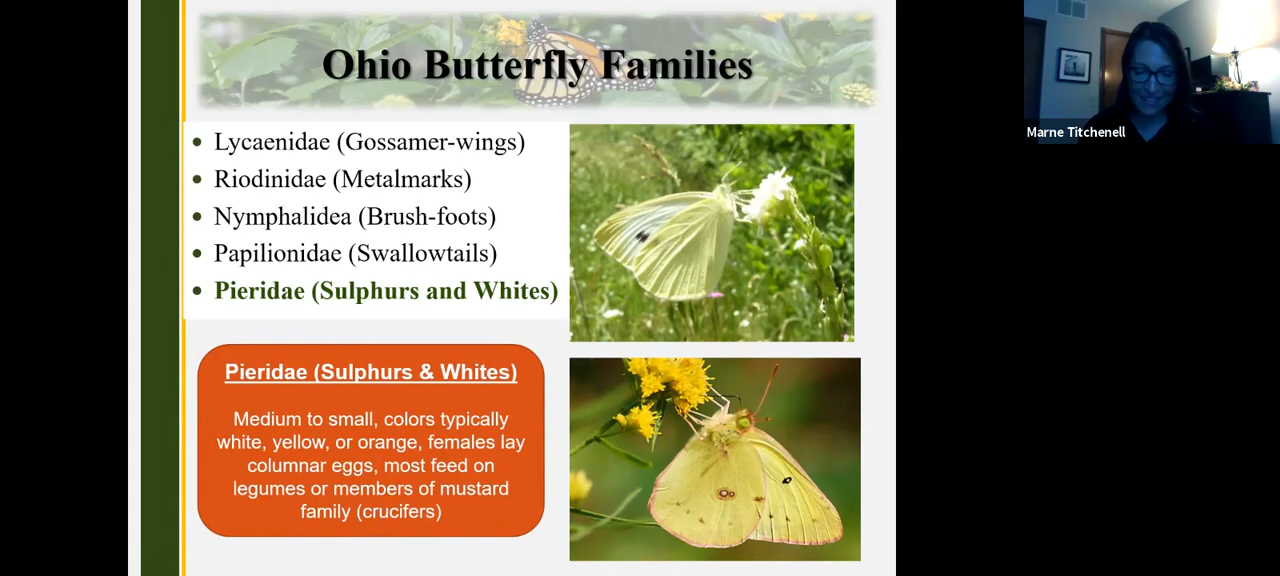 Ohio Butterfly Families
Lycaenidae (Gossamer-wings)
Riodinidae (Metalmarks)
Nymphalidea (Brush-foots)
Papilionidae (Swallowtails)
Pieridae (Sulphurs and Whites)
Pieridae (Sulphurs & Whites)
Medium to small, colors typically
white, yellow, or orange, females lay
columnar eggs, most feed on
legumes or members of mustard
family (crucifers)
Marne Titchenell